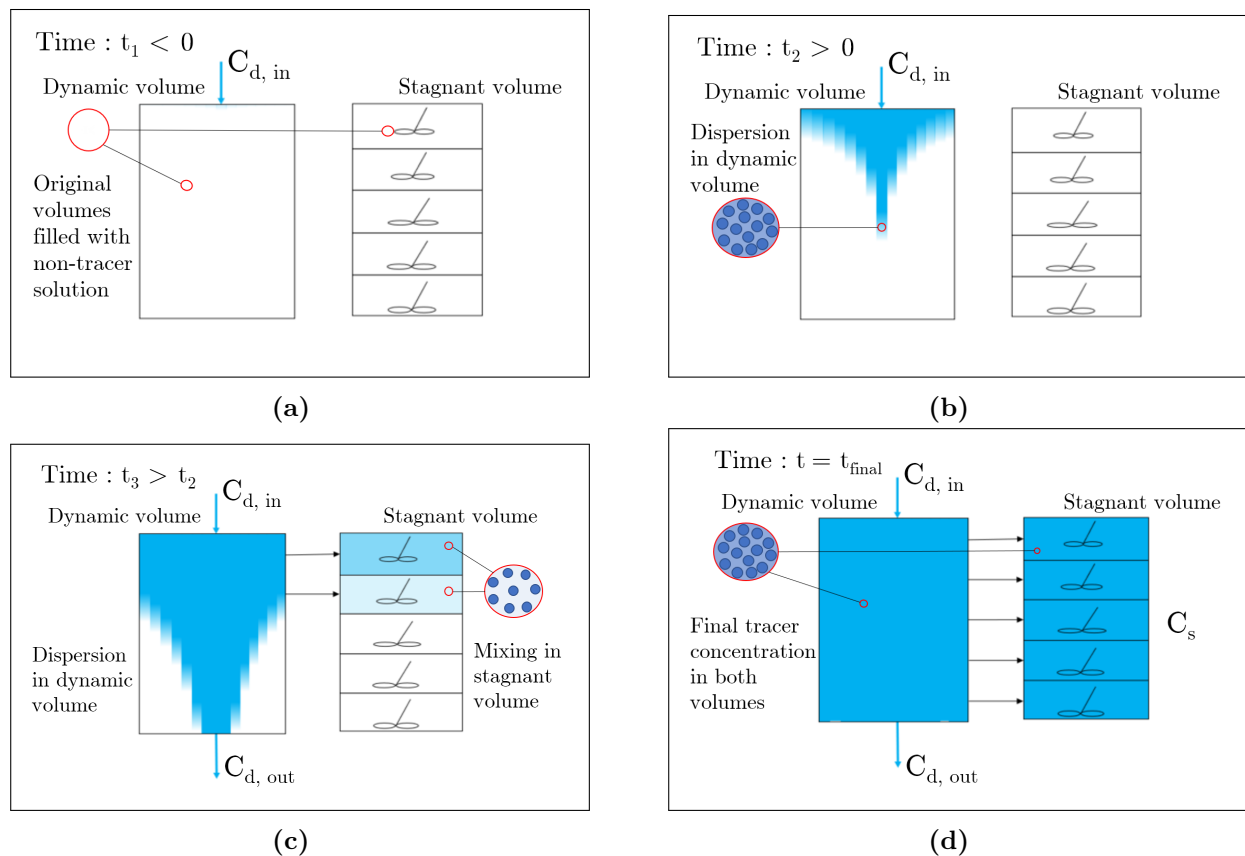 Time : t1 < 0
Cd, in
Dynamic volume
Stagnant volume
Original
volumes
filled with
non-tracer
solution
(a)
Time : t2 > 0
Cd, in
Dynamic volume
Stagnant volume
Dispersion
in dynamic
volume
(b)
Time : t3 > t2
Cd, in
Dynamic volume
Stagnant volume
Dispersion
in dynamic
volume
Mixing in
stagnant
volume
Cd, out
(c)
Time : t = tfinal
Cd, in
Dynamic volume
Stagnant volume
Final tracer
concentration
in both
volumes
Cs
Cd, out
(d)